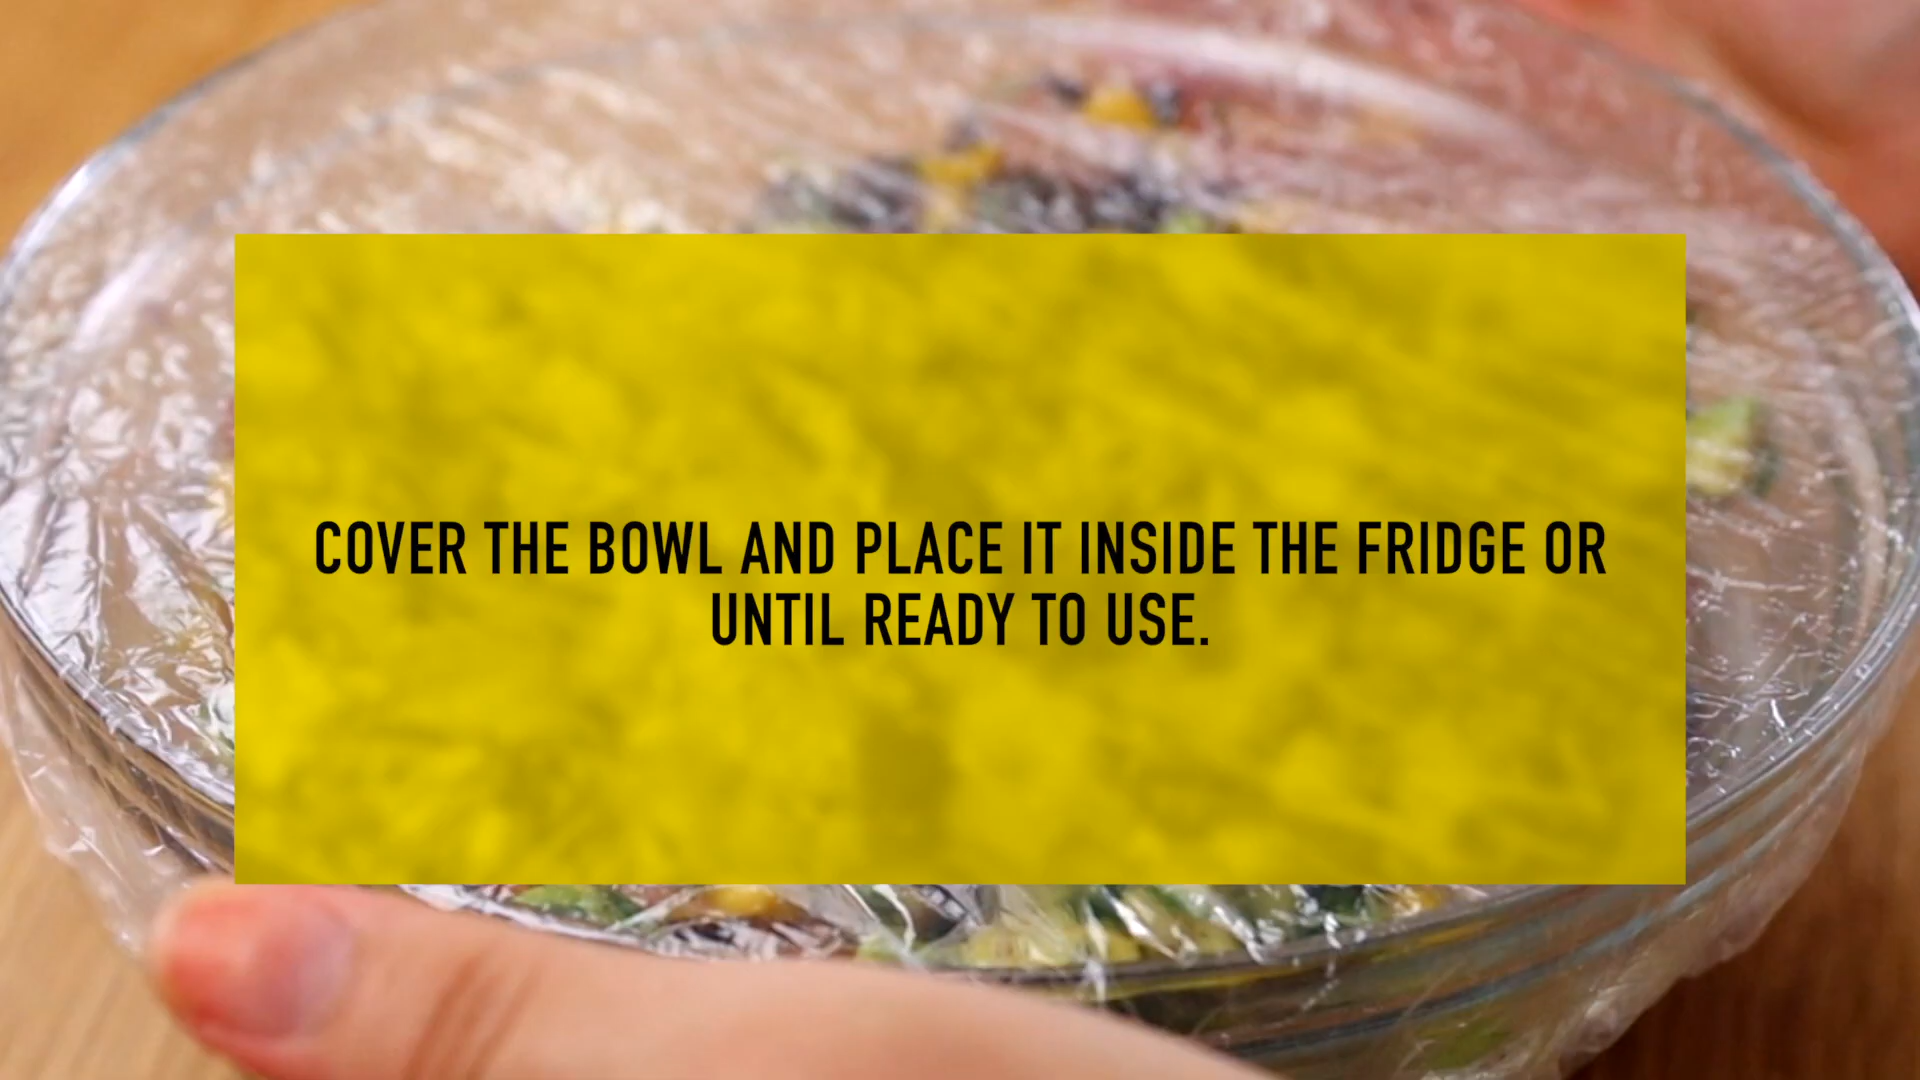 COVER THE BOWL AND PLACE IT INSIDE THE FRIDGE OR
UNTIL READY TO USE.